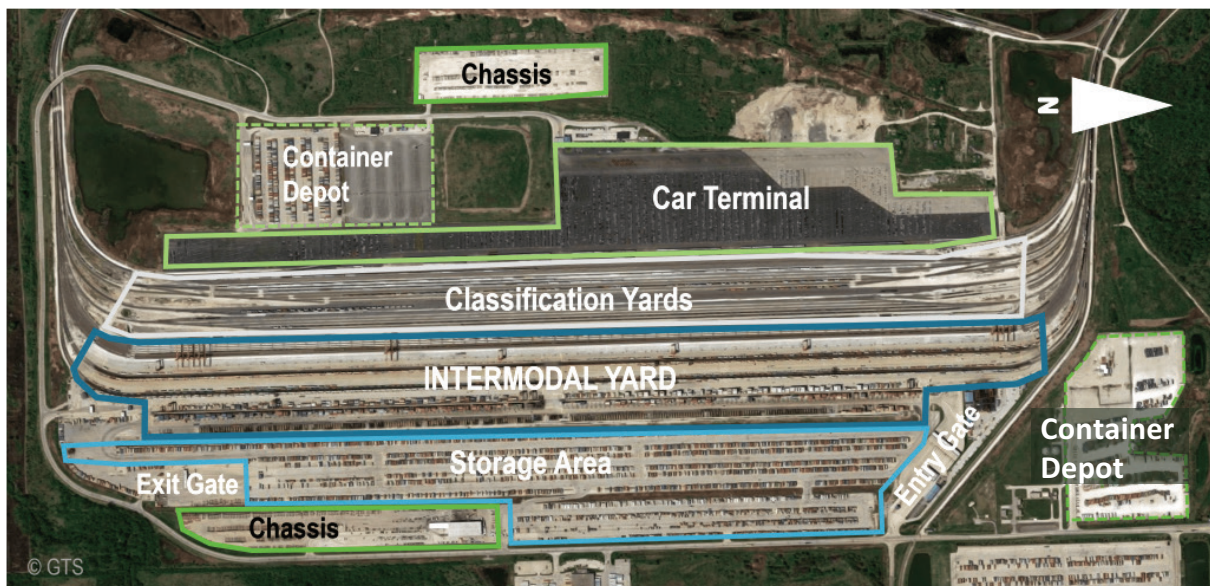 Chassis
N
Container
Depot
Car Terminal
Classification Yards
INTERMODAL YARD
Container
Depot
Storage Area
Entry Gate
Exit Gate
Chassis
© GTS